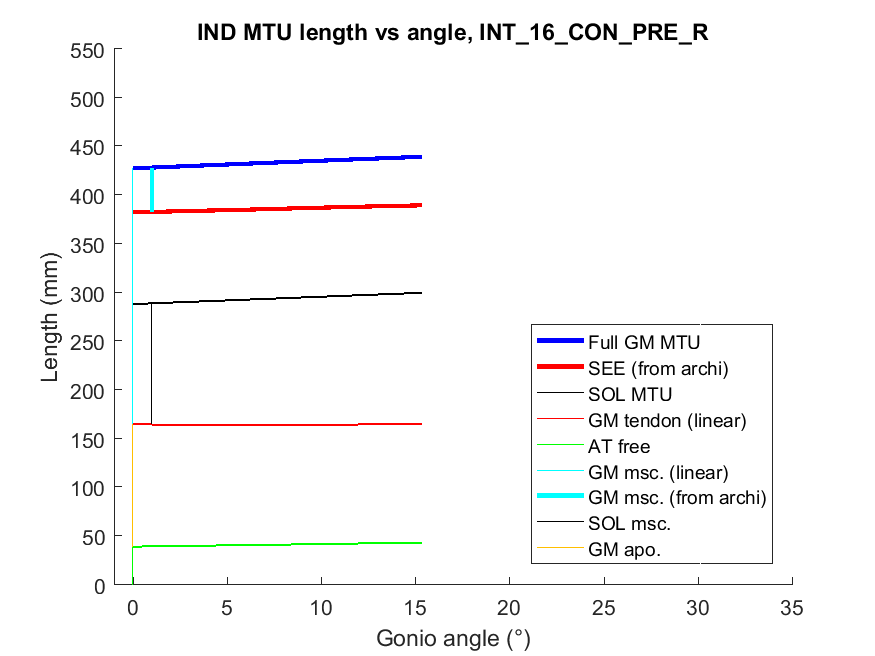 IND MTU length vs angle, INT_16_CON_PRE_R
550
500
450
400
350
300
250
200
150
100
50
0
Length (mm)
0 5 10 15 20 25 30 35
Gonio angle (°)
Full GM MTU
SEE (from archi)
SOL MTU
GM tendon (linear)
AT free
GM msc. (linear)
GM msc. (from archi)
SOL msc.
GM apo.